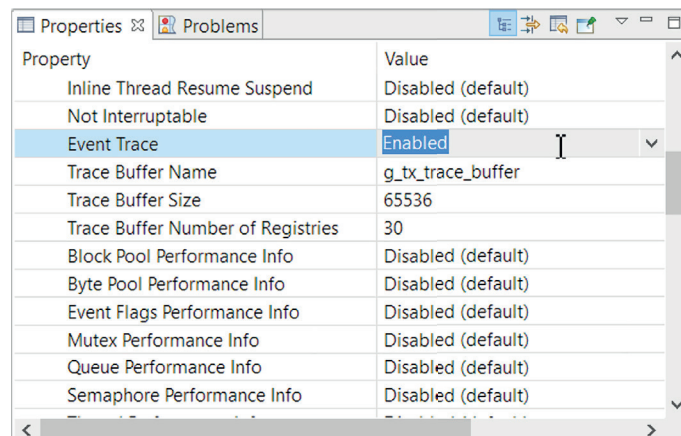 Properties Problems
Property Value
Inline Thread Resume Suspend Disabled (default)
Not Interruptable Disabled (default)
Event Trace Enabled
Trace Buffer Name g_tx_trace_buffer
Trace Buffer Size 65536
Trace Buffer Number of Registries 30
Block Pool Performance Info Disabled (default)
Byte Pool Performance Info Disabled (default)
Event Flags Performance Info Disabled (default)
Mutex Performance Info Disabled (default)
Queue Performance Info Disabled (default)
Semaphore Performance Info Disabled (default)